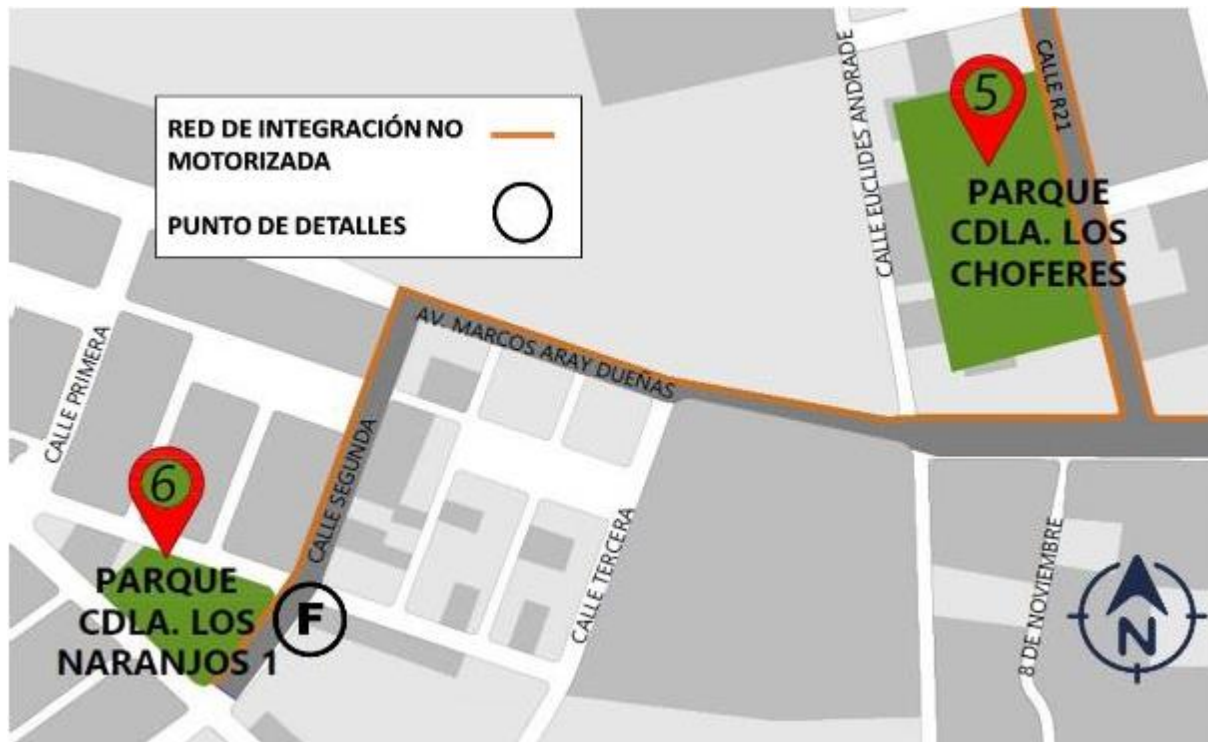 RED DE INTEGRACIÓN NO
MOTORIZADA
PUNTO DE DETALLES
CALLE EUCLIDES ANDRADE
5
CALLE R21
PARQUE
CDLA. LOS
CHOFERES
AV. MARCOS ARAY DUEÑAS
CALLE PRIMERA
CALLE SEGUNDA
6
CALLE TERCERA
8 DE NOVIEMBRE
PARQUE
CDLA. LOS
NARANJOS 1
F
N